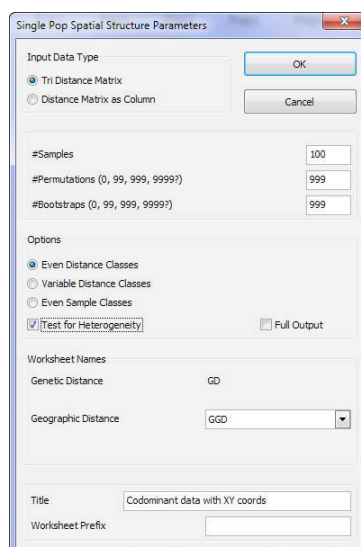 Single Pop Spatial Structure Parameters
Input Data Type
Tri Distance Matrix
Distance Matrix as Column
OK
Cancel
#Samples 100
#Permutations (0, 99, 999, 9999?) 999
#Bootstraps (0, 99, 999, 9999?) 999
Options
Even Distance Classes
Variable Distance Classes
Even Sample Classes
Test for Heterogeneity Full Output
Worksheet Names
Genetic Distance GD
Geographic Distance GGD
Title Codominant data with XY coords
Worksheet Prefix